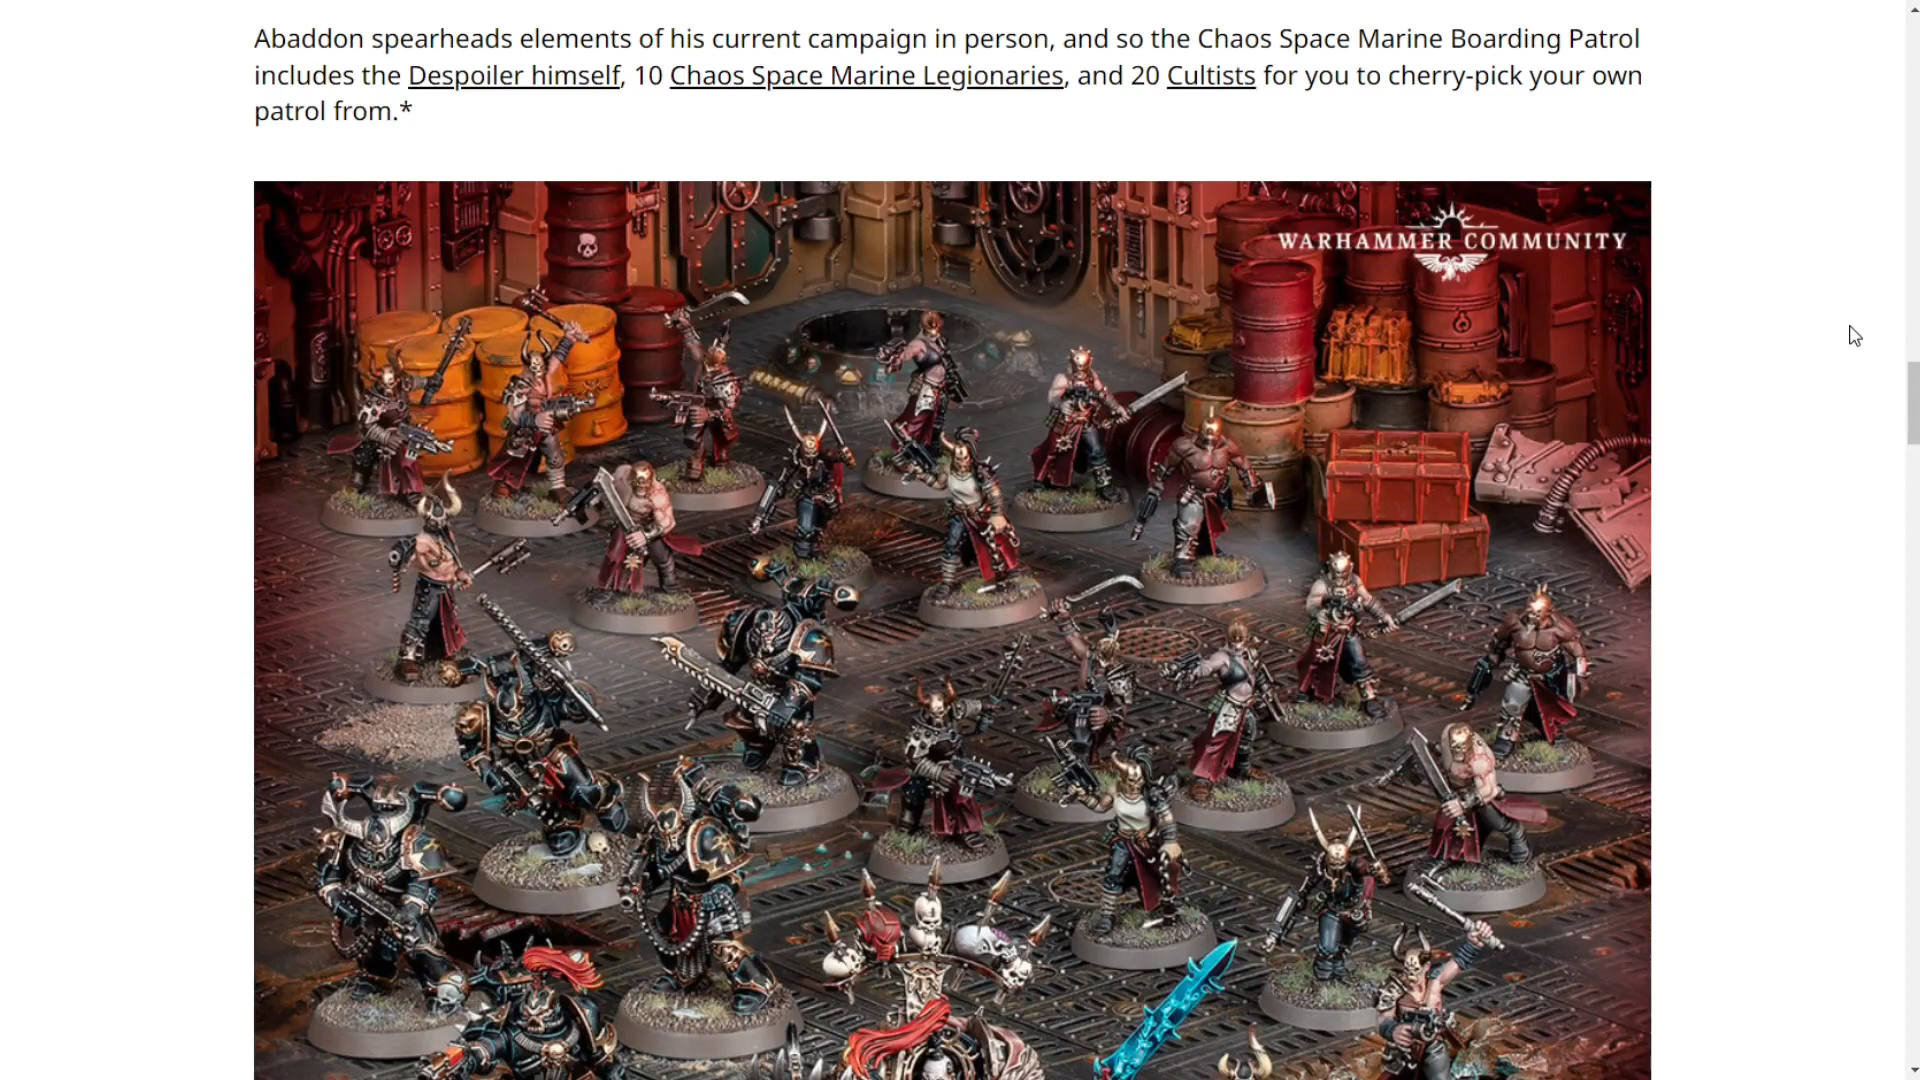 Abaddon spearheads elements of his current campaign in person, and so the Chaos Space Marine Boarding Patrol
includes the Despoiler himself, 10 Chaos Space Marine Legionaries, and 20 Cultists for you to cherry-pick your own
patrol from.*
WARHAMMER COMMUNITY